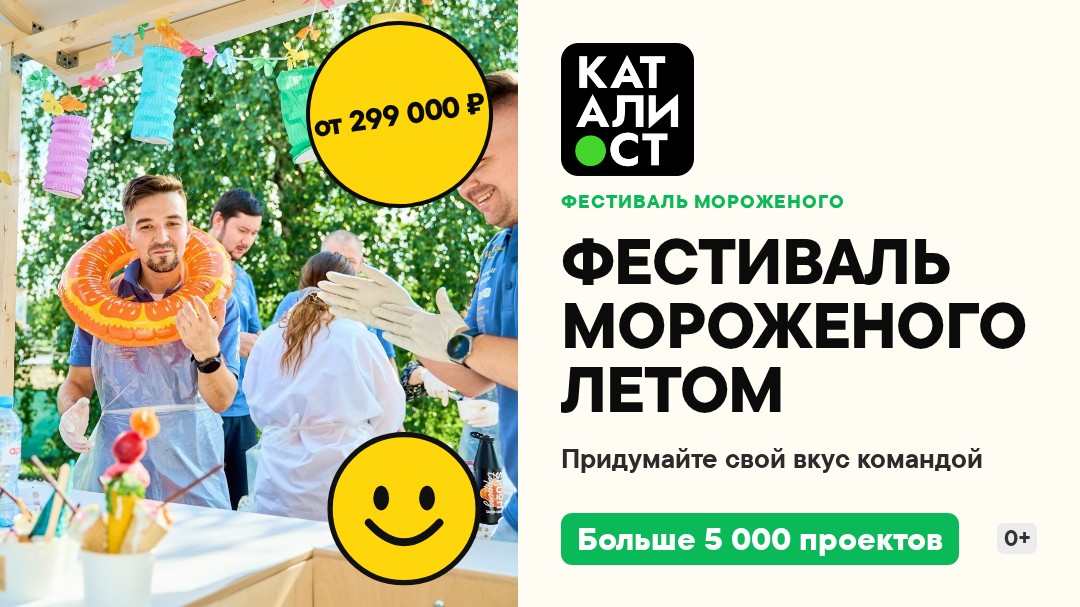 от 299 000 ₽
КАТ
АЛИ
СТ
ФЕСТИВАЛЬ МОРОЖЕНОГО
ФЕСТИВАЛЬ
МОРОЖЕНОГО
ЛЕТОМ
Придумайте свой вкус командой
Больше 5 000 проектов
0+